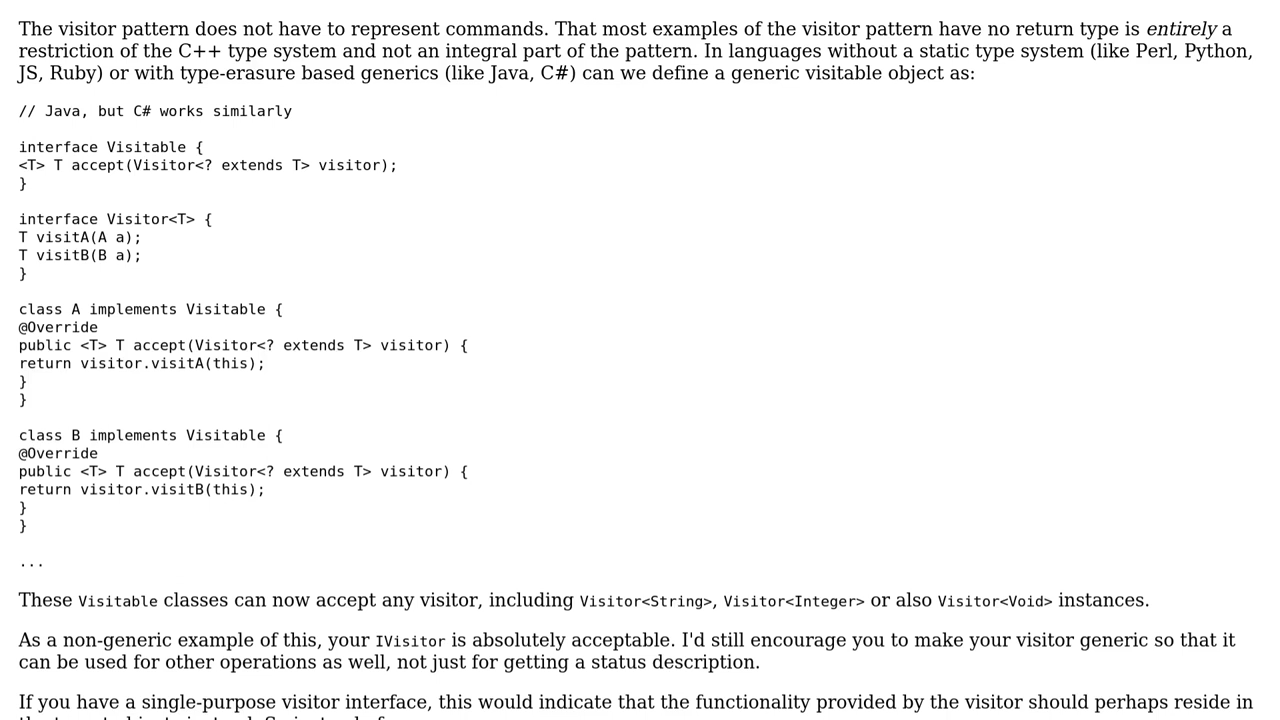 The visitor pattern does not have to represent commands. That most examples of the visitor pattern have no return type is entirely a
restriction of the C++ type system and not an integral part of the pattern. In languages without a static type system (like Perl, Python,
JS, Ruby) or with type-erasure based generics (like Java, C#) can we define a generic visitable object as:
// Java, but C# works similarly
interface Visitable {
<T> T accept(Visitor<? extends T> visitor);
}
interface Visitor<T> {
T visitA(A a);
T visitB(B a);
}
class A implements Visitable {
@Override
public <T> T accept(Visitor<? extends T> visitor) {
return visitor.visitA(this);
}
}
class B implements Visitable {
@Override
public <T> T accept(Visitor<? extends T> visitor) {
return visitor.visitB(this);
}
}
...
These Visitable classes can now accept any visitor, including Visitor<String>, Visitor<Integer> or also Visitor<Void> instances.
As a non-generic example of this, your IVisitor is absolutely acceptable. I'd still encourage you to make your visitor generic so that it
can be used for other operations as well, not just for getting a status description.
If you have a single-purpose visitor interface, this would indicate that the functionality provided by the visitor should perhaps reside in